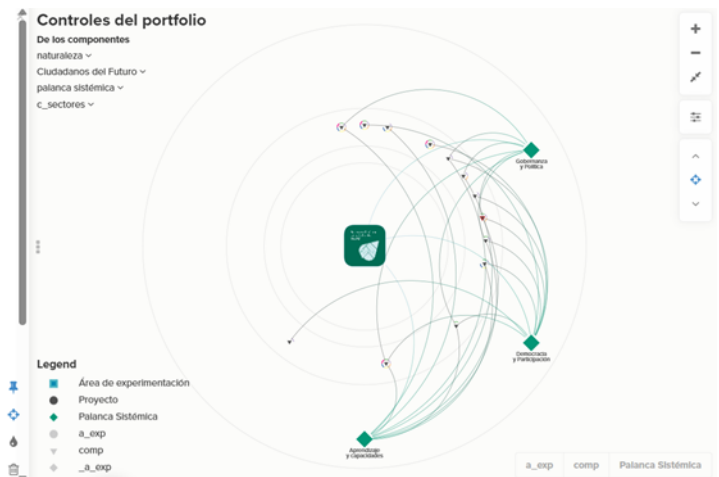 Controles del portfolio
De los componentes
naturaleza
Ciudadanos del Futuro
palanca sistémica
c_sectores
Gobernanza
y Política
Democracia
y Participación
Aprendizaje
y capacidades
Legend
Área de experimentación
Proyecto
Palanca Sistémica
a_exp
comp
_a_exp
a_exp comp Palanca Sistémica